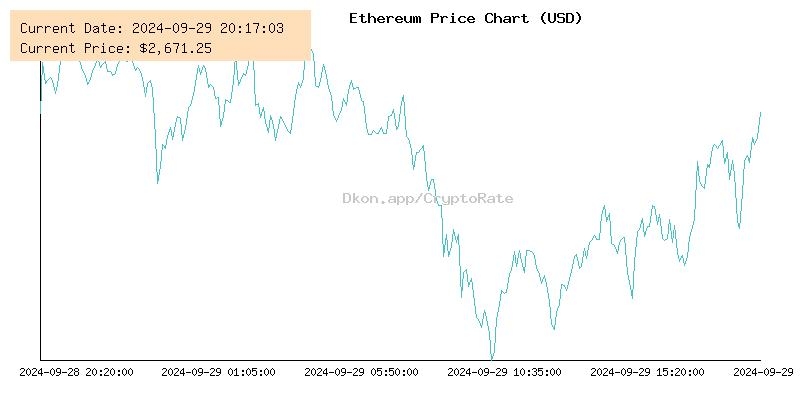 Ethereum Price Chart (USD)
Current Date: 2024-09-29 20:17:03
Current Price: $2,671.25
Dkon.app/CryptoRate
2024-09-28 20:20:00 2024-09-29 01:05:00 2024-09-29 05:50:00 2024-09-29 10:35:00 2024-09-29 15:20:00 2024-09-29